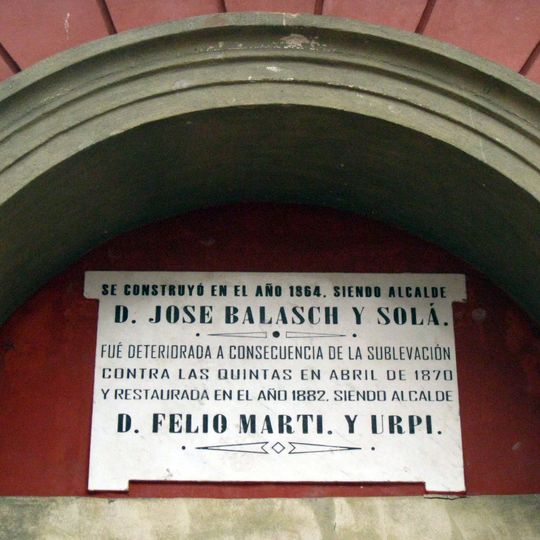 SE CONSTRUYÓ EN EL AÑO 1864, SIENDO ALCALDE
D. JOSE BALASCH Y SOLÁ.
FUÉ DETERIORADA A CONSECUENCIA DE LA SUBLEVACIÓN
CONTRA LAS QUINTAS EN ABRIL DE 1870
Y RESTAURADA EN EL AÑO 1882, SIENDO ALCALDE
D. FELIO MARTI. Y URPI.